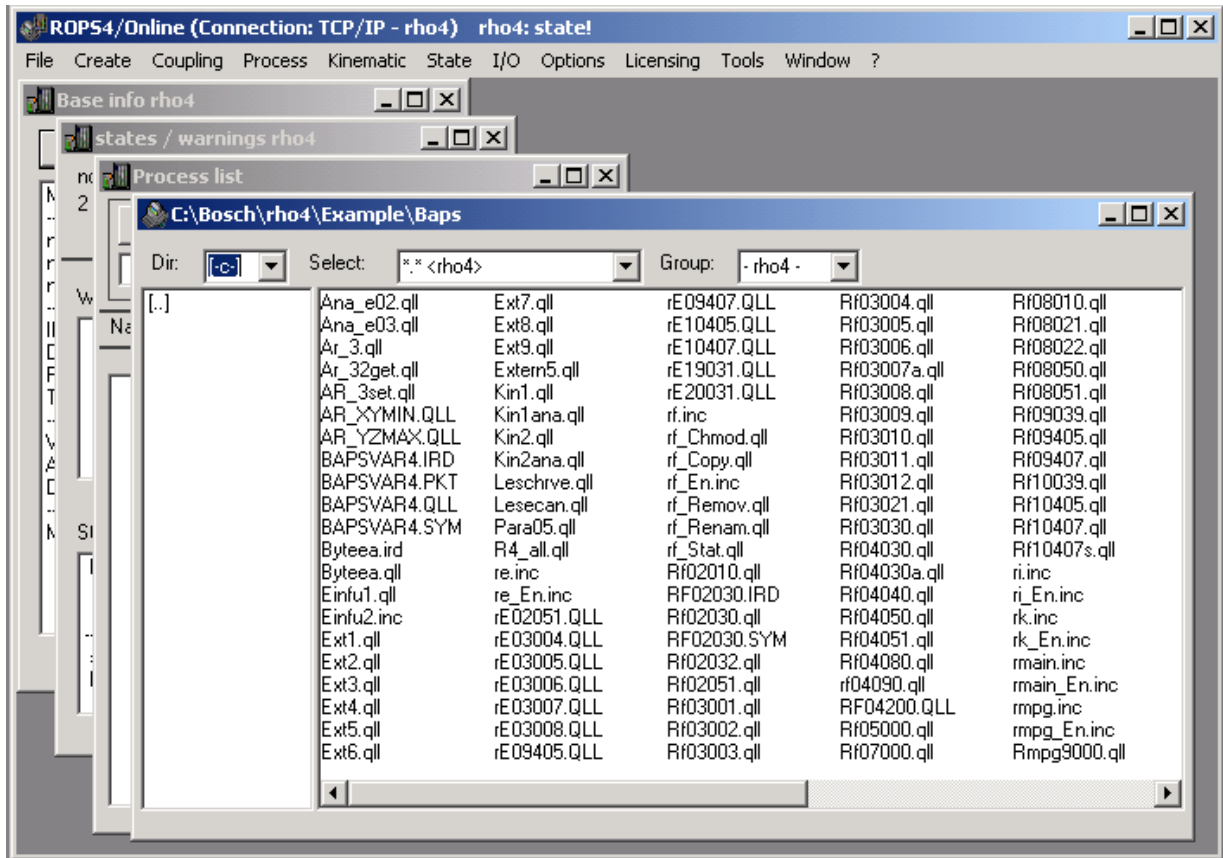 ROPS4/Online (Connection: TCP/IP - rho4) rho4: state!
File Create Coupling Process Kinematic State I/O Options Licensing Tools Window ?
Base info rho4
states / warnings rho4
Process list
2
C:\Bosch\rho4\Example\Baps
Dir: [-c-] Select: *.* <rho4> Group: - rho4 -
[..] Ana_e02.qll Ext7.qll rE09407.QLL Rf03004.qll Rf08010.qll
Ana_e03.qll Ext8.qll rE10405.QLL Rf03005.qll Rf08021.qll
Ar_3.qll Ext9.qll rE10407.QLL Rf03006.qll Rf08022.qll
Ar_32get.qll Extern5.qll rE19031.QLL Rf03007a.qll Rf08050.qll
AR_3set.qll Kin1.qll rE20031.QLL Rf03008.qll Rf08051.qll
AR_XYMIN.QLL Kin1ana.qll rf.inc Rf03009.qll Rf09039.qll
AR_YZMAX.QLL Kin2.qll rf_Chmod.qll Rf03010.qll Rf09405.qll
BAPSVAR4.IRD Kin2ana.qll rf_Copy.qll Rf03011.qll Rf09407.qll
BAPSVAR4.PKT Leschrve.qll rf_En.inc Rf03012.qll Rf10039.qll
BAPSVAR4.QLL Lesecan.qll rf_Remov.qll Rf03021.qll Rf10405.qll
BAPSVAR4.SYM Para05.qll rf_Renam.qll Rf03030.qll Rf10407.qll
Byteea.ird R4_all.qll rf_Stat.qll Rf04030.qll Rf10407s.qll
Byteea.qll re.inc Rf02010.qll Rf04030a.qll ri.inc
Einfu1.qll re_En.inc RF02030.IRD Rf04040.qll ri_En.inc
Einfu2.inc rE02051.QLL Rf02030.qll Rf04050.qll rk.inc
Ext1.qll rE03004.QLL RF02030.SYM Rf04051.qll rk_En.inc
Ext2.qll rE03005.QLL Rf02032.qll Rf04080.qll rmain.inc
Ext3.qll rE03006.QLL Rf02051.qll rf04090.qll rmain_En.inc
Ext4.qll rE03007.QLL Rf03001.qll RF04200.QLL rmpg.inc
Ext5.qll rE03008.QLL Rf03002.qll Rf05000.qll rmpg_En.inc
Ext6.qll rE09405.QLL Rf03003.qll Rf07000.qll Rmpg9000.qll